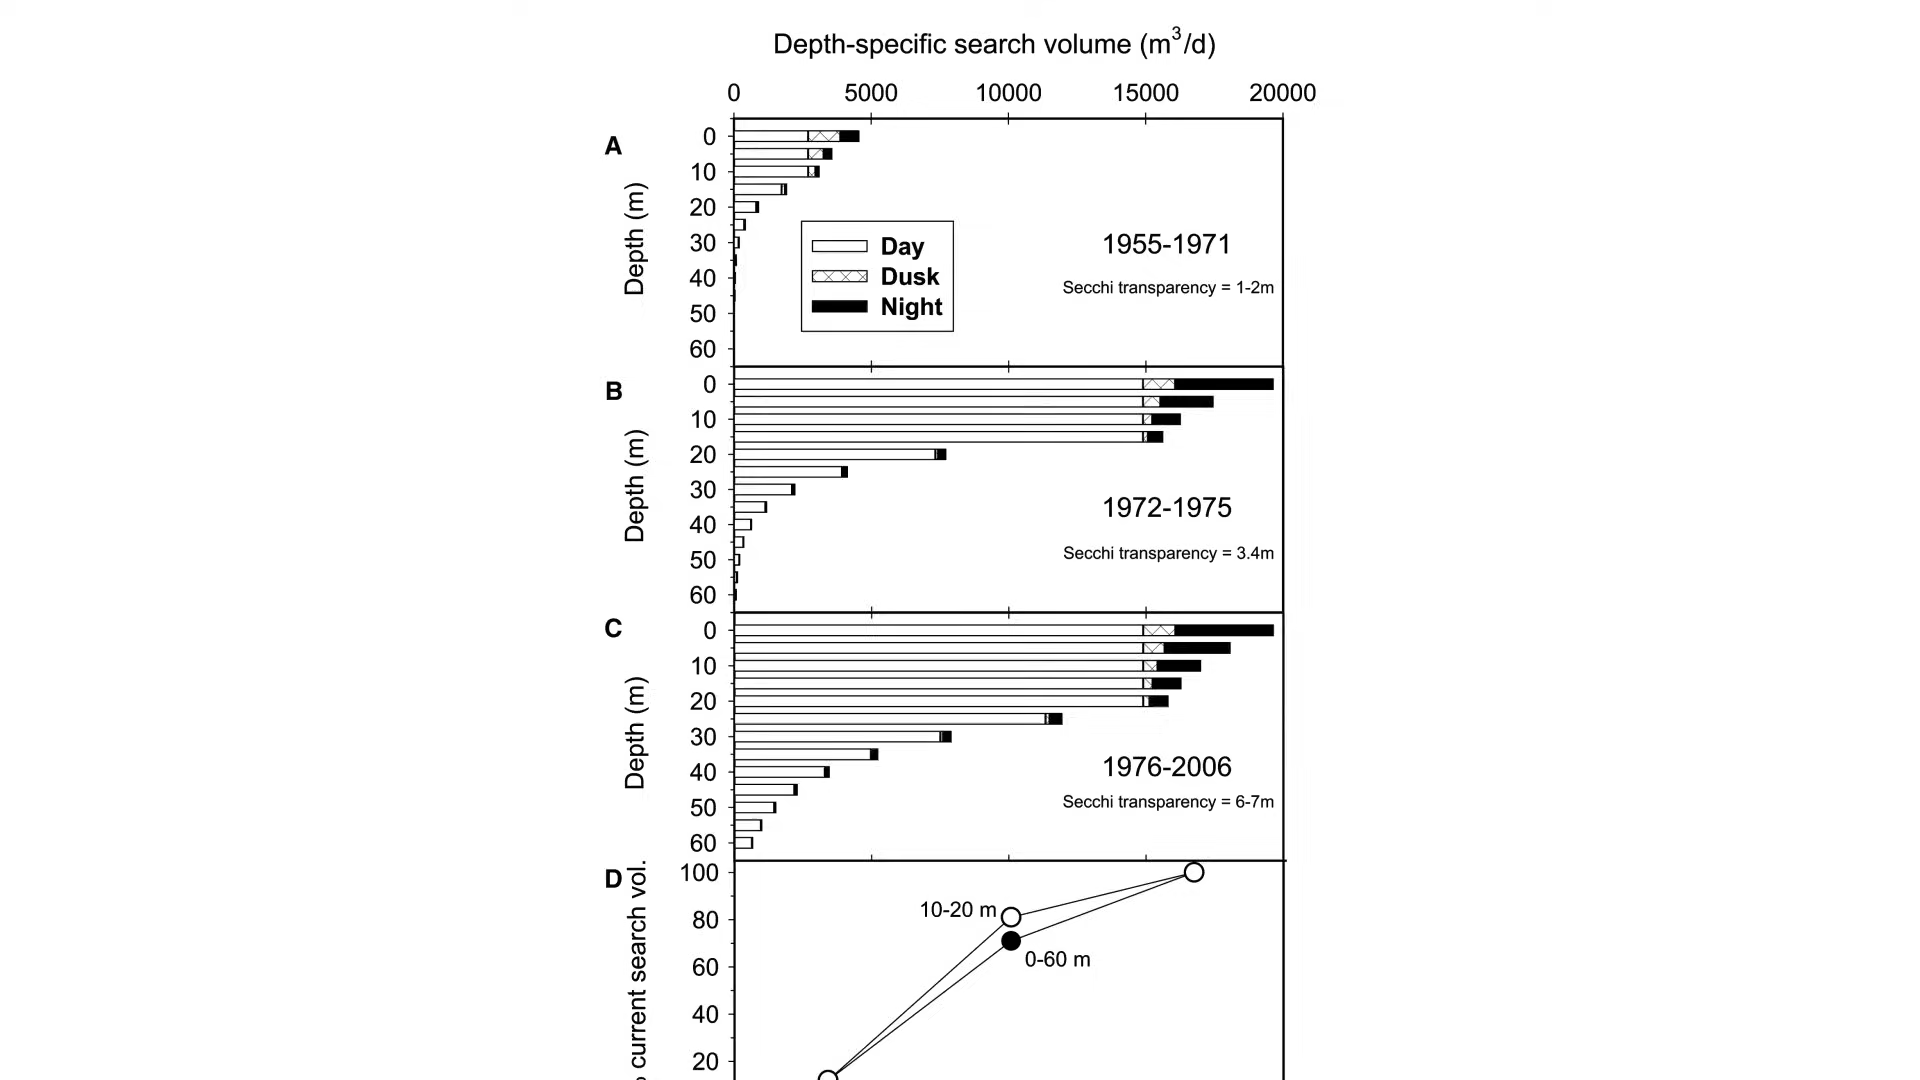 Depth-specific search volume (m³/d)
0 5000 10000 15000 20000
A
Depth (m)
0
10
20
30
40
50
60
Day
Dusk
Night
1955-1971
Secchi transparency = 1-2m
B
Depth (m)
0
10
20
30
40
50
60
1972-1975
Secchi transparency = 3.4m
C
Depth (m)
0
10
20
30
40
50
60
1976-2006
Secchi transparency = 6-7m
D
current search vol.
100
80
60
40
20
10-20 m
0-60 m